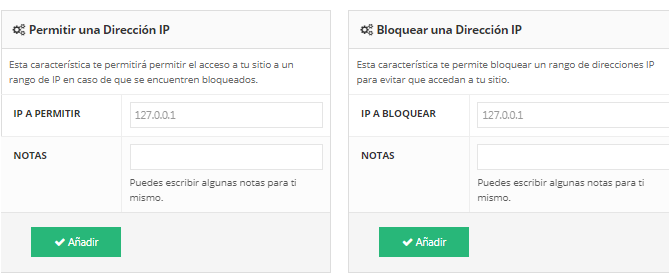 Permitir una Dirección IP
Esta característica te permitirá permitir el acceso a tu sitio a un
rango de IP en caso de que se encuentren bloqueados.
IP A PERMITIR
127.0.0.1
NOTAS
Puedes escribir algunas notas para ti
mismo.
Añadir
Bloquear una Dirección IP
Esta característica te permite bloquear un rango de direcciones IP
para evitar que accedan a tu sitio.
IP A BLOQUEAR
127.0.0.1
NOTAS
Puedes escribir algunas notas para ti
mismo.
Añadir